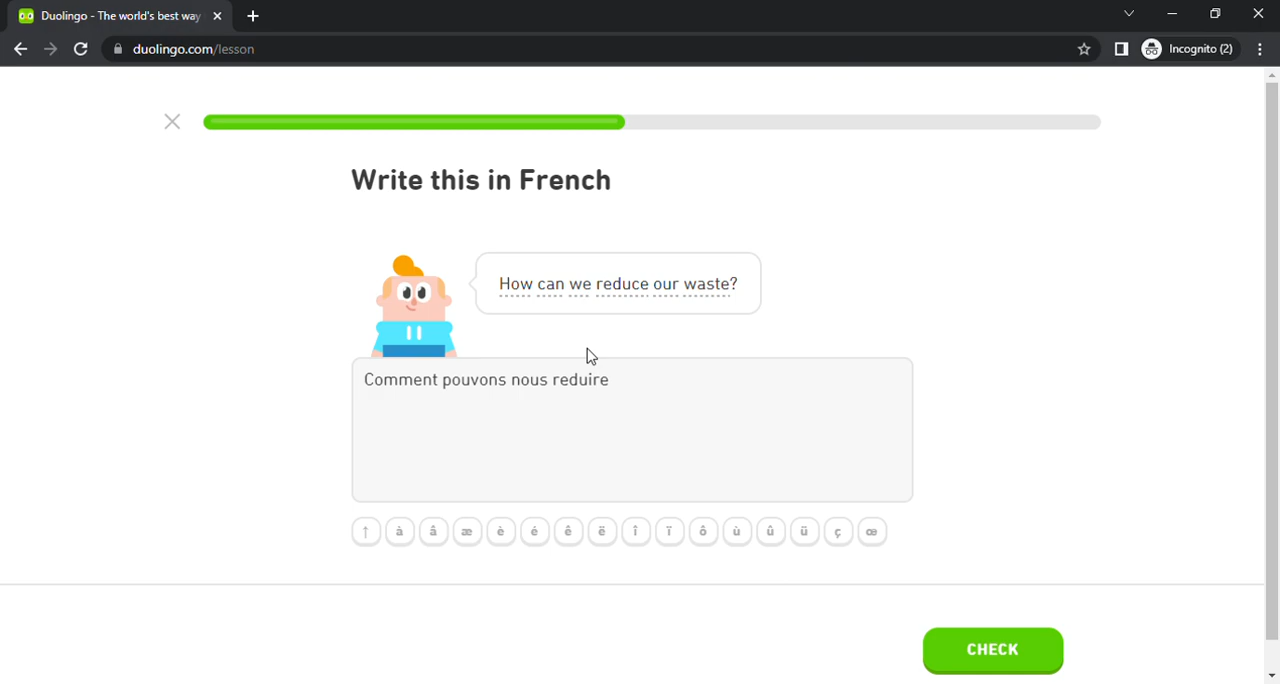 Duolingo - The world's best way
duolingo.com/lesson
Incognito (2)
Write this in French
How can we reduce our waste?
Comment pouvons nous reduire
↑ à â æ è é ê ë î ï ô ù û ü ç œ
CHECK